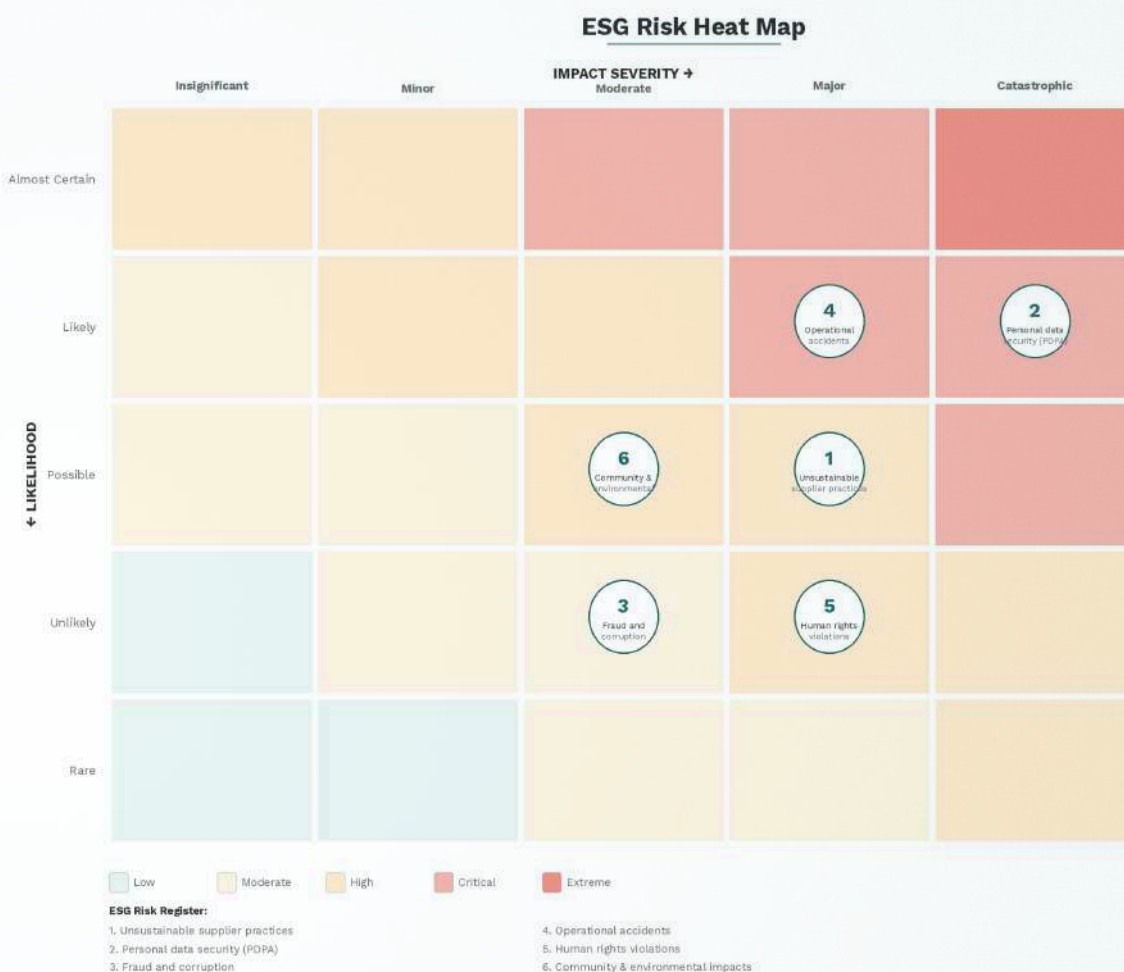 ESG Risk Heat Map
IMPACT SEVERITY →
Insignificant
Minor
Moderate
Major
Catastrophic
Almost Certain
Likely
4
Operational
accidents
2
Personal data
security (PDPA)
← LIKELIHOOD
Possible
6
Community &
environmental
1
Unsustainable
supplier practices
Unlikely
3
Fraud and
corruption
5
Human rights
violations
Rare
Low
Moderate
High
Critical
Extreme
ESG Risk Register:
1. Unsustainable supplier practices
2. Personal data security (PDPA)
3. Fraud and corruption
4. Operational accidents
5. Human rights violations
6. Community & environmental impacts